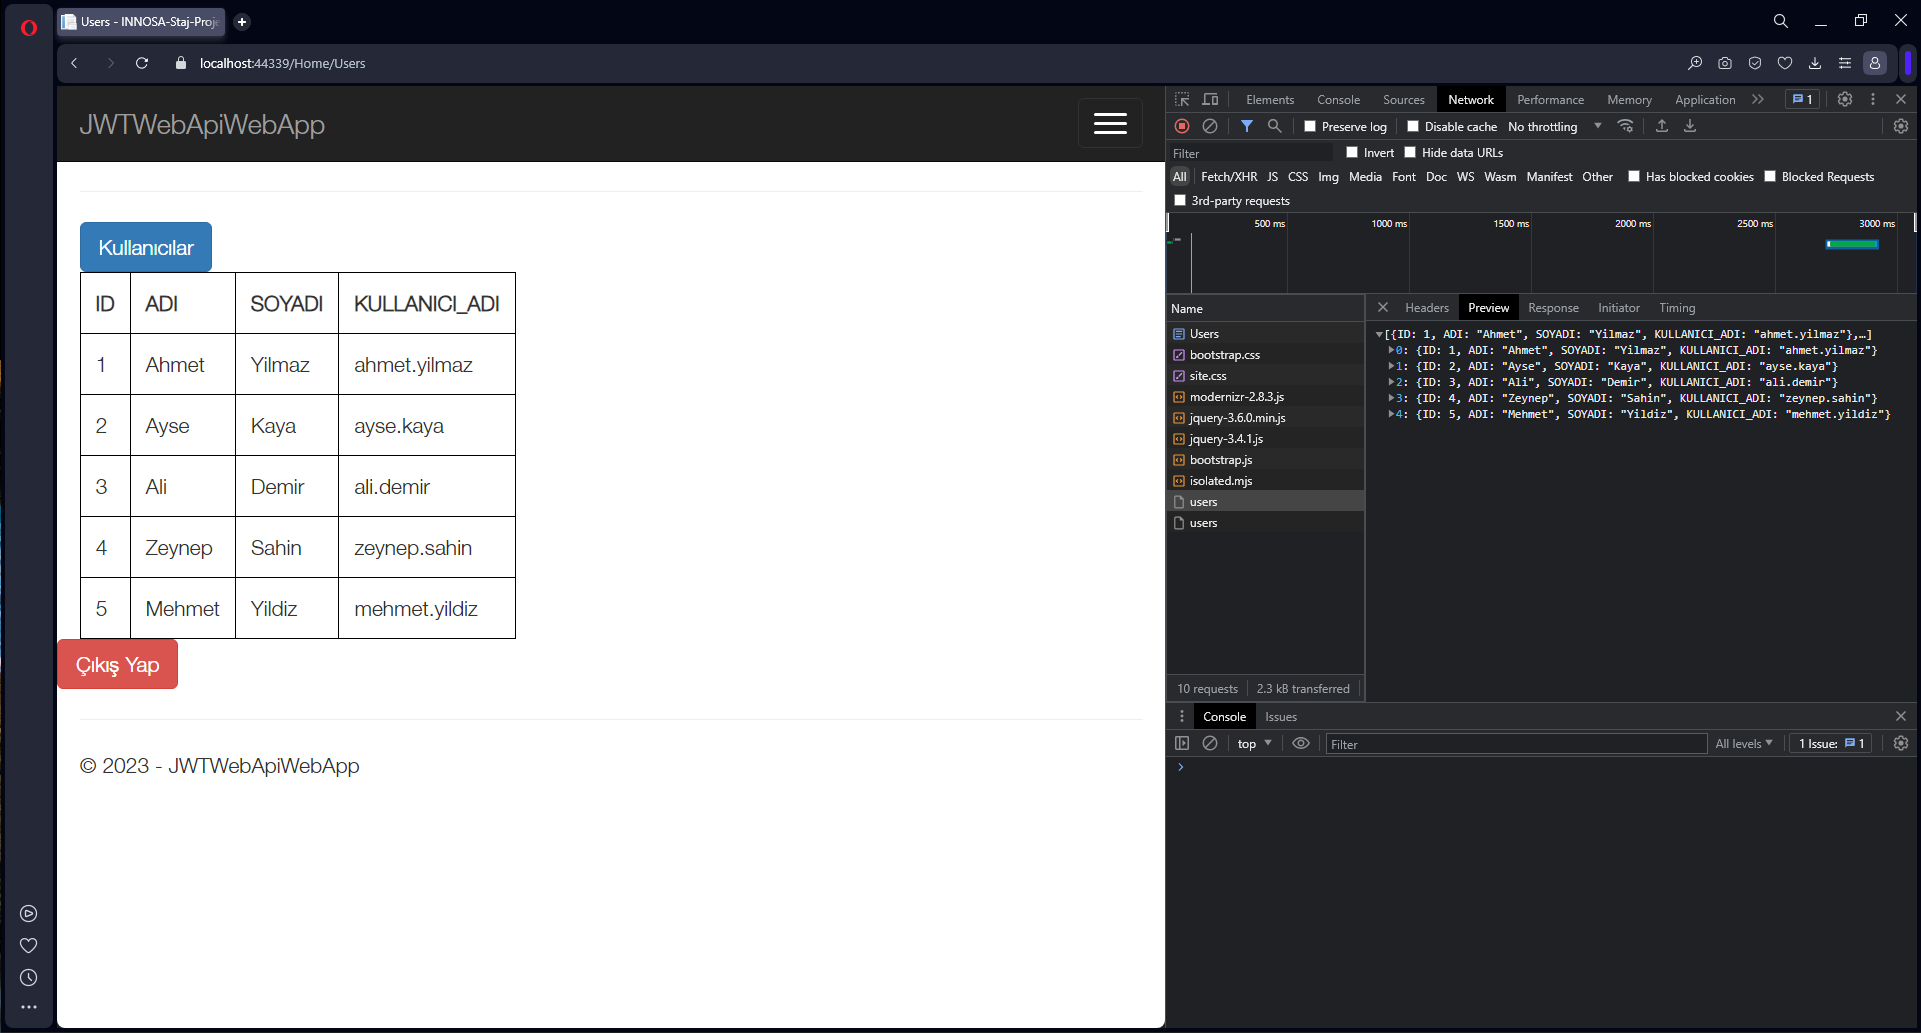 Users - INNOSA-Staj-Proje
localhost:44339/Home/Users
JWTWebApiWebApp
Kullanıcılar
ID ADI SOYADI KULLANICI_ADI
1 Ahmet Yilmaz ahmet.yilmaz
2 Ayse Kaya ayse.kaya
3 Ali Demir ali.demir
4 Zeynep Sahin zeynep.sahin
5 Mehmet Yildiz mehmet.yildiz
Çıkış Yap
© 2023 - JWTWebApiWebApp
Elements Console Sources Network Performance Memory Application 1
Preserve log Disable cache No throttling
Filter Invert Hide data URLs
All Fetch/XHR JS CSS Img Media Font Doc WS Wasm Manifest Other Has blocked cookies Blocked Requests
3rd-party requests
500 ms 1000 ms 1500 ms 2000 ms 2500 ms 3000 ms
Name
Users
bootstrap.css
site.css
modernizr-2.8.3.js
jquery-3.6.0.min.js
jquery-3.4.1.js
bootstrap.js
isolated.mjs
users
users
10 requests 2.3 kB transferred
Headers Preview Response Initiator Timing
[{ID: 1, ADI: "Ahmet", SOYADI: "Yilmaz", KULLANICI_ADI: "ahmet.yilmaz"},…]
0: {ID: 1, ADI: "Ahmet", SOYADI: "Yilmaz", KULLANICI_ADI: "ahmet.yilmaz"}
1: {ID: 2, ADI: "Ayse", SOYADI: "Kaya", KULLANICI_ADI: "ayse.kaya"}
2: {ID: 3, ADI: "Ali", SOYADI: "Demir", KULLANICI_ADI: "ali.demir"}
3: {ID: 4, ADI: "Zeynep", SOYADI: "Sahin", KULLANICI_ADI: "zeynep.sahin"}
4: {ID: 5, ADI: "Mehmet", SOYADI: "Yildiz", KULLANICI_ADI: "mehmet.yildiz"}
Console Issues
top Filter All levels 1 Issue: 1